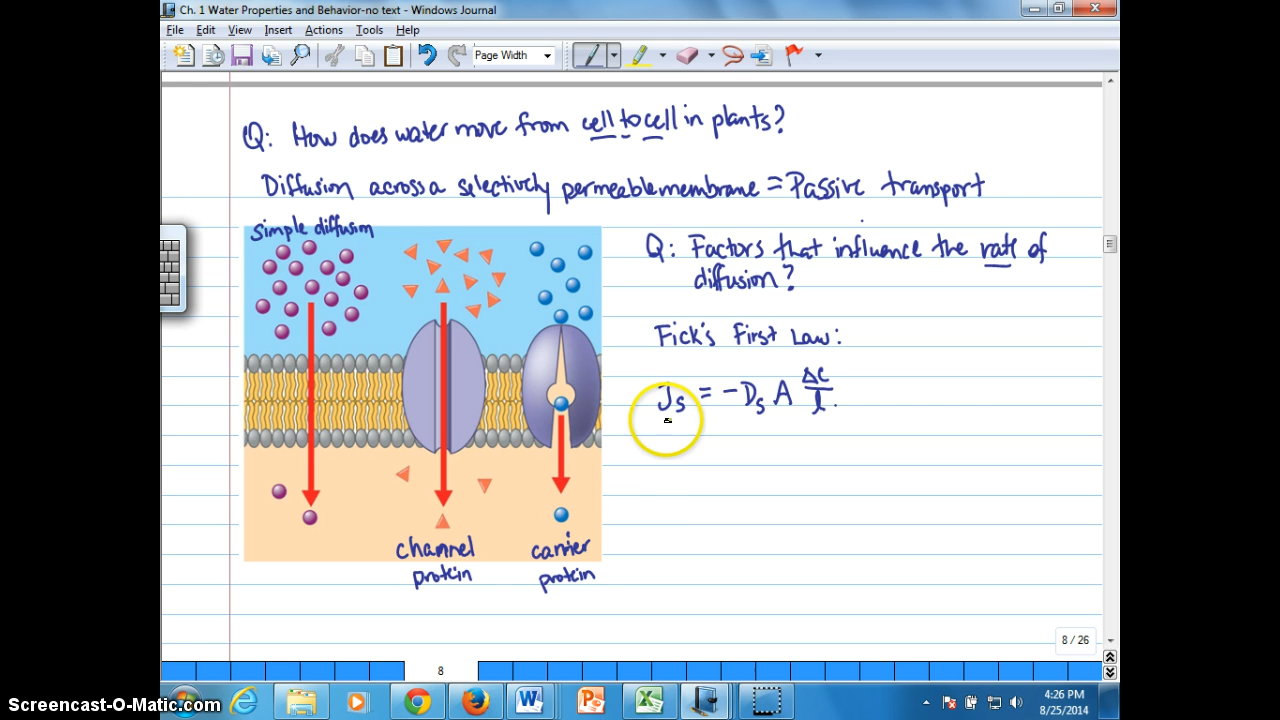 Ch. 1 Water Properties and Behavior-no text - Windows Journal
File Edit View Insert Actions Tools Help
Page Width
Q: How does water move from cell to cell in plants?
Diffusion across a selectively permeable membrane = Passive transport
Simple diffusion
Q: Factors that influence the rate of
diffusion?
Fick's First Law:
Js = -Ds A ΔC/l
channel
protein
carrier
protein
8 / 26
8
4:26 PM
8/25/2014
Screencast-O-Matic.com